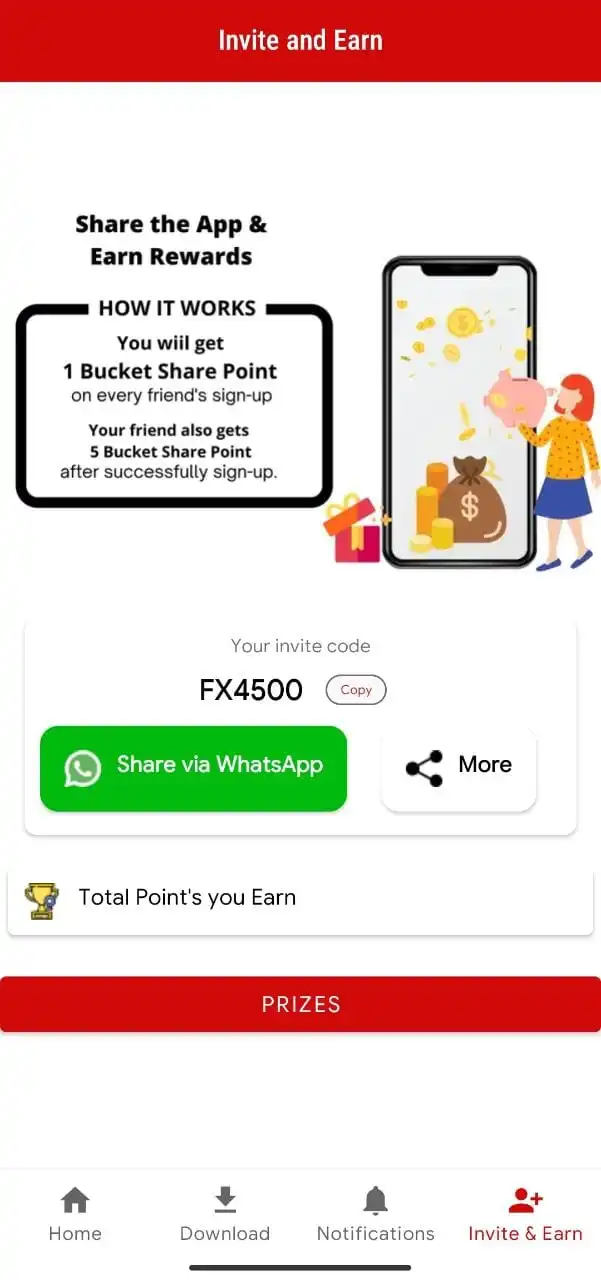 Invite and Earn
Share the App &
Earn Rewards
HOW IT WORKS
You wiil get
1 Bucket Share Point
on every friend's sign-up
Your friend also gets
5 Bucket Share Point
after successfully sign-up.
$
$
Your invite code
FX4500 Copy
Share via WhatsApp More
Total Point's you Earn
PRIZES
Home Download Notifications Invite & Earn